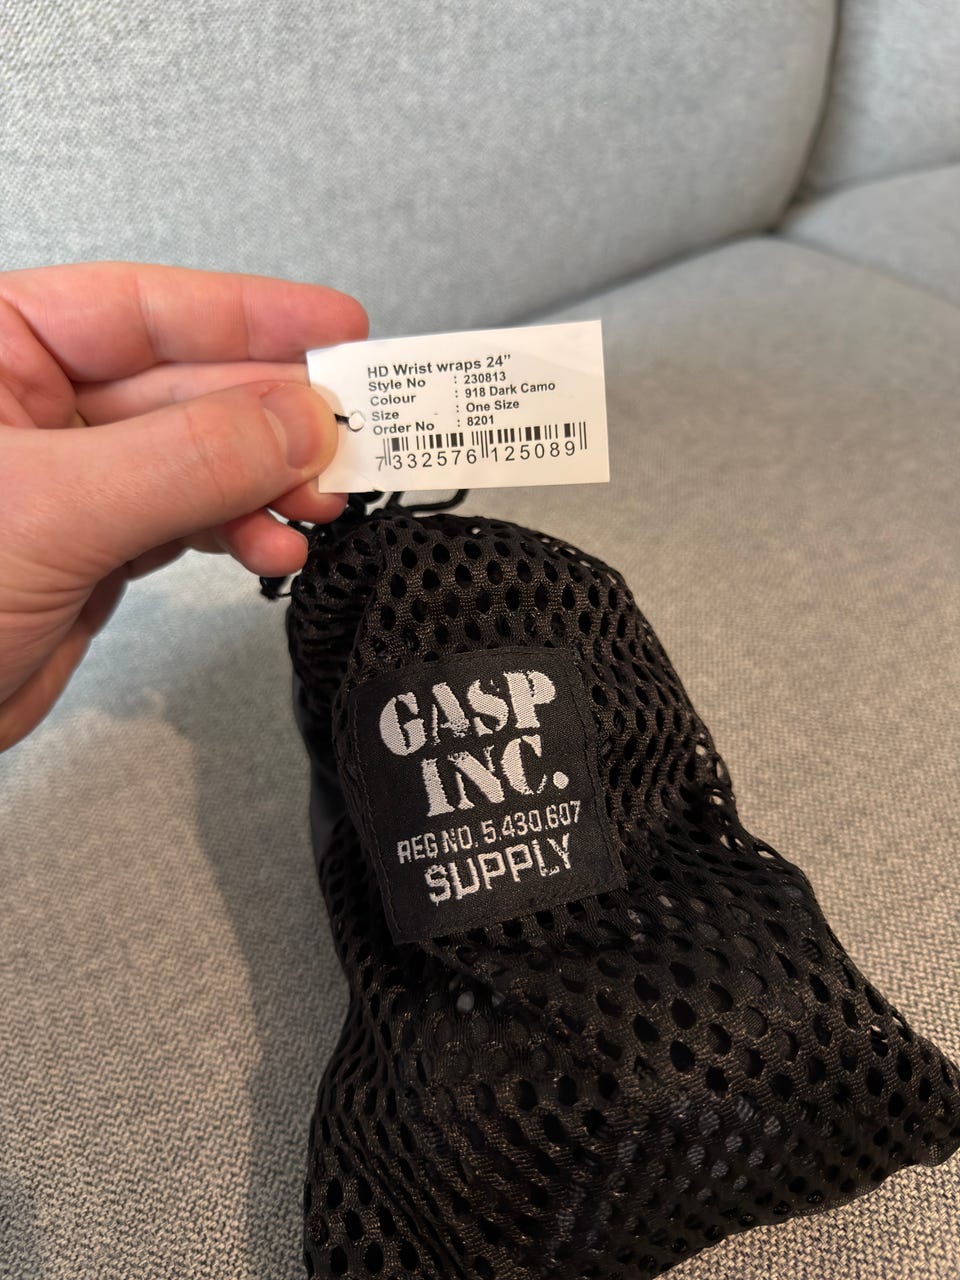 HD Wrist wraps 24”
Style No : 230813
Colour : 918 Dark Camo
Size : One Size
Order No : 8201
7 332576 125089
GASP
INC.
REG NO. 5.430.607
SUPPLY